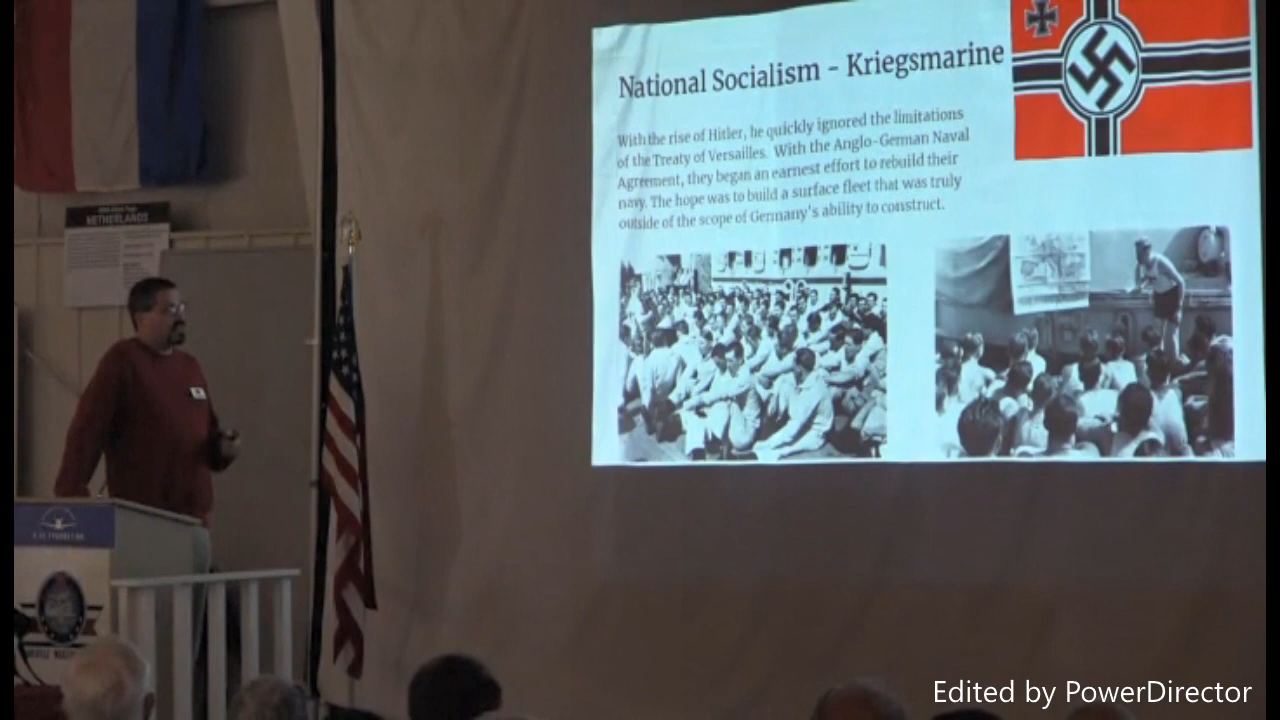 National Socialism - Kriegsmarine
With the rise of Hitler, he quickly ignored the limitations
of the Treaty of Versailles. With the Anglo-German Naval
Agreement, they began an earnest effort to rebuild their
navy. The hope was to build a surface fleet that was truly
outside of the scope of Germany's ability to construct.
NETHERLANDS
Edited by PowerDirector